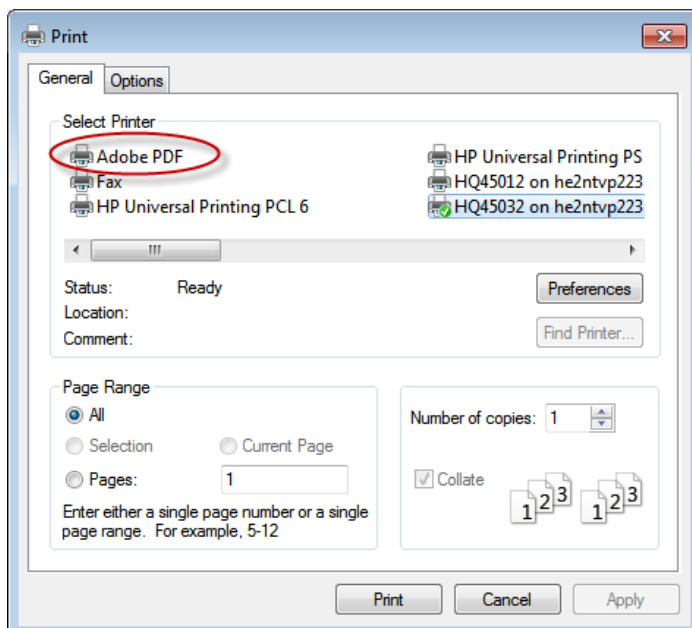 Print
General Options
Select Printer
Adobe PDF HP Universal Printing PS
Fax HQ45012 on he2ntvp223
HP Universal Printing PCL 6 HQ45032 on he2ntvp223
Status: Ready Preferences
Location:
Comment: Find Printer...
Page Range
All Number of copies: 1
Selection Current Page
Pages: 1 Collate 1 2 3 1 2 3
Enter either a single page number or a single
page range. For example, 5-12
Print Cancel Apply